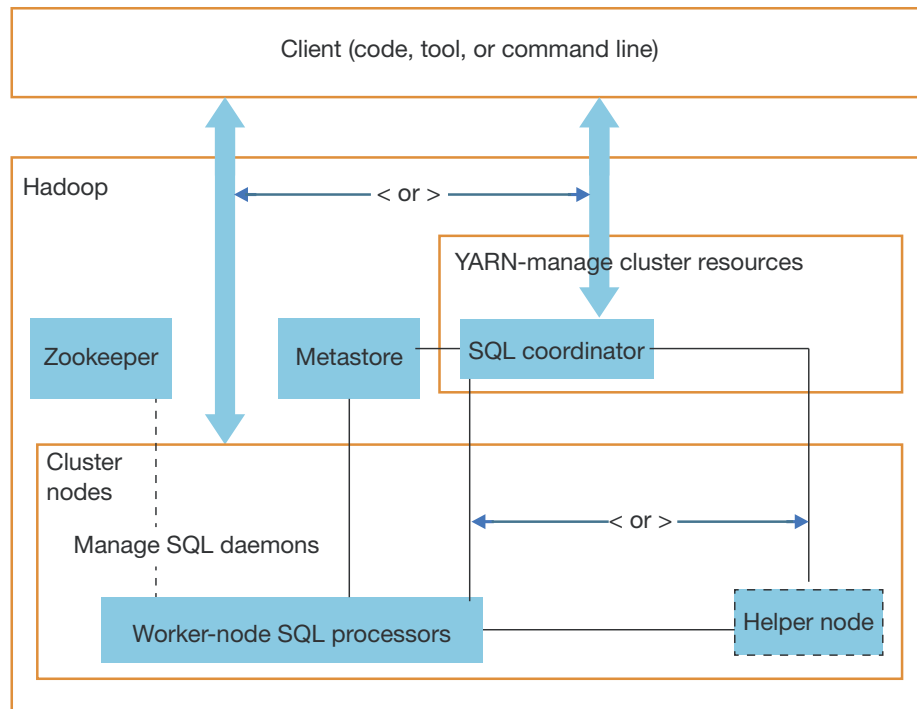 Client (code, tool, or command line)
Hadoop
< or >
YARN-manage cluster resources
Zookeeper
Metastore
SQL coordinator
Cluster
nodes
< or >
Manage SQL daemons
Worker-node SQL processors
Helper node